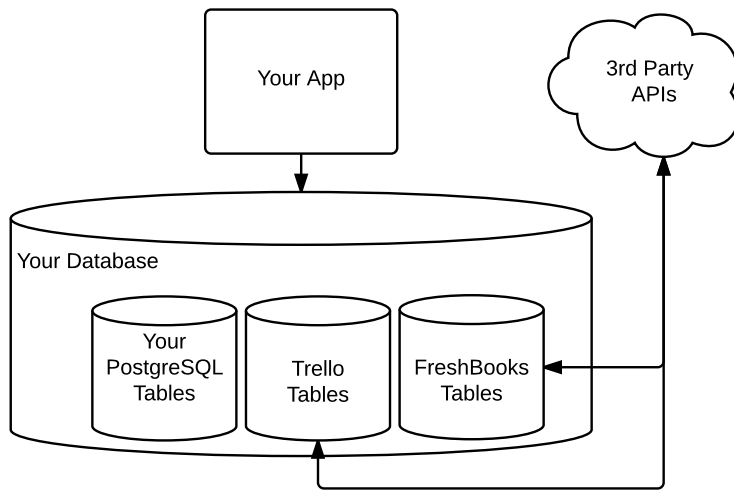 Your App
3rd Party
APIs
Your Database
Your
PostgreSQL
Tables
Trello
Tables
FreshBooks
Tables